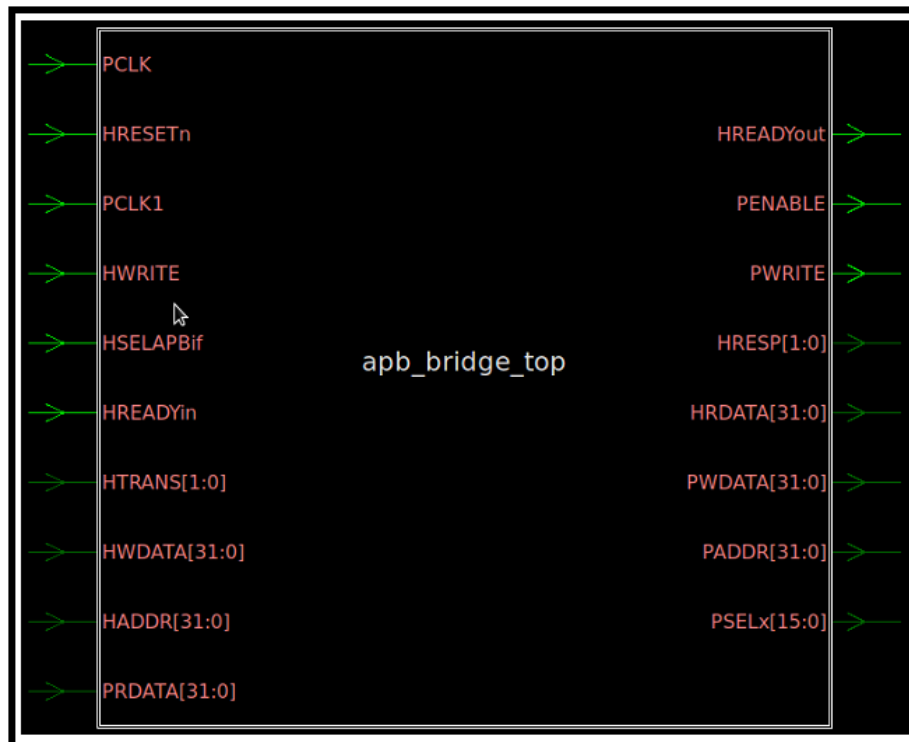 PCLK
HRESETn
HREADYout
PCLK1
PENABLE
HWRITE
PWRITE
HSELAPBif
HRESP[1:0]
apb_bridge_top
HREADYin
HRDATA[31:0]
HTRANS[1:0]
PWDATA[31:0]
HWDATA[31:0]
PADDR[31:0]
HADDR[31:0]
PSELx[15:0]
PRDATA[31:0]